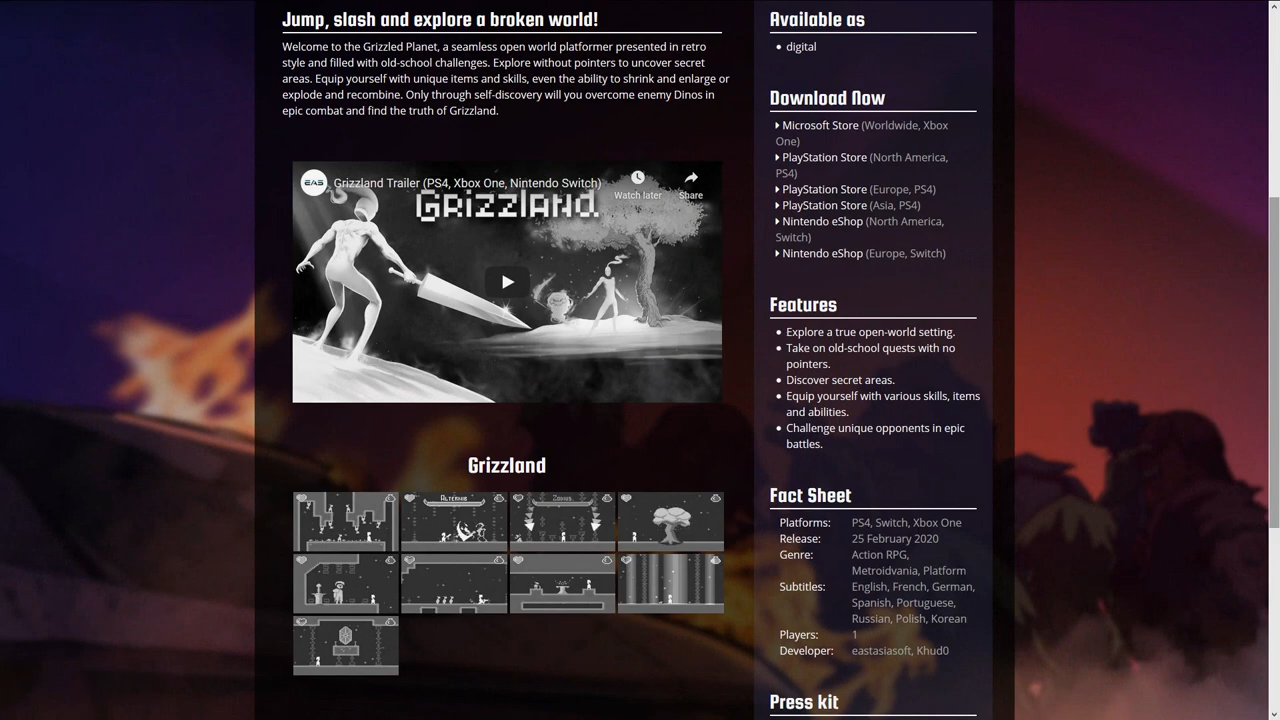 Jump, slash and explore a broken world!
Welcome to the Grizzled Planet, a seamless open world platformer presented in retro
style and filled with old-school challenges. Explore without pointers to uncover secret
areas. Equip yourself with unique items and skills, even the ability to shrink and enlarge or
explode and recombine. Only through self-discovery will you overcome enemy Dinos in
epic combat and find the truth of Grizzland.
EAS
Grizzland Trailer (PS4, Xbox One, Nintendo Switch)
Watch later
Share
Grizzland
Grizzland
Alternib
Zobus
Available as
digital
Download Now
Microsoft Store (Worldwide, Xbox
One)
PlayStation Store (North America,
PS4)
PlayStation Store (Europe, PS4)
PlayStation Store (Asia, PS4)
Nintendo eShop (North America,
Switch)
Nintendo eShop (Europe, Switch)
Features
Explore a true open-world setting.
Take on old-school quests with no
pointers.
Discover secret areas.
Equip yourself with various skills, items
and abilities.
Challenge unique opponents in epic
battles.
Fact Sheet
Platforms: PS4, Switch, Xbox One
Release: 25 February 2020
Genre: Action RPG,
Metroidvania, Platform
Subtitles: English, French, German,
Spanish, Portuguese,
Russian, Polish, Korean
Players: 1
Developer: eastasiasoft, Khud0
Press kit